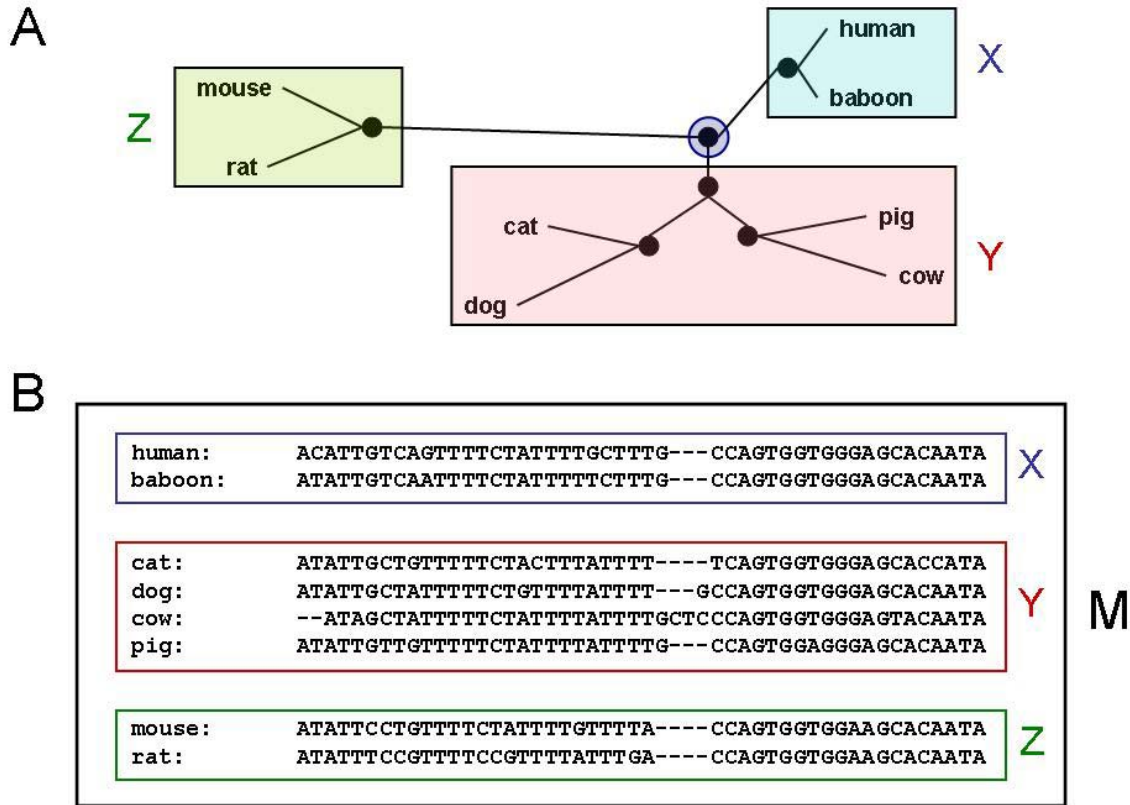 A
human
X
mouse
baboon
Z
rat
pig
cat
Y
cow
dog
B
human: ACATTGTCAGTTTTCTATTTTGCTTTG---CCAGTGGTGGGAGCACAATA
X
baboon: ATATTGTCAATTTTCTATTTTTCTTTG---CCAGTGGTGGGAGCACAATA
cat: ATATTGCTGTTTTTCTACTTTATTTT----TCAGTGGTGGGAGCACCATA
dog: ATATTGCTATTTTTCTGTTTTATTTT---GCCAGTGGTGGGAGCACAATA
Y
M
cow: --ATAGCTATTTTTCTATTTTATTTTGCTCCCAGTGGTGGGAGTACAATA
pig: ATATTGTTGTTTTTCTATTTTATTTTG---CCAGTGGAGGGAGCACAATA
mouse: ATATTCCTGTTTTCTATTTTGTTTTA----CCAGTGGTGGAAGCACAATA
Z
rat: ATATTTCCGTTTTCCGTTTTATTTGA----CCAGTGGTGGAAGCACAATA